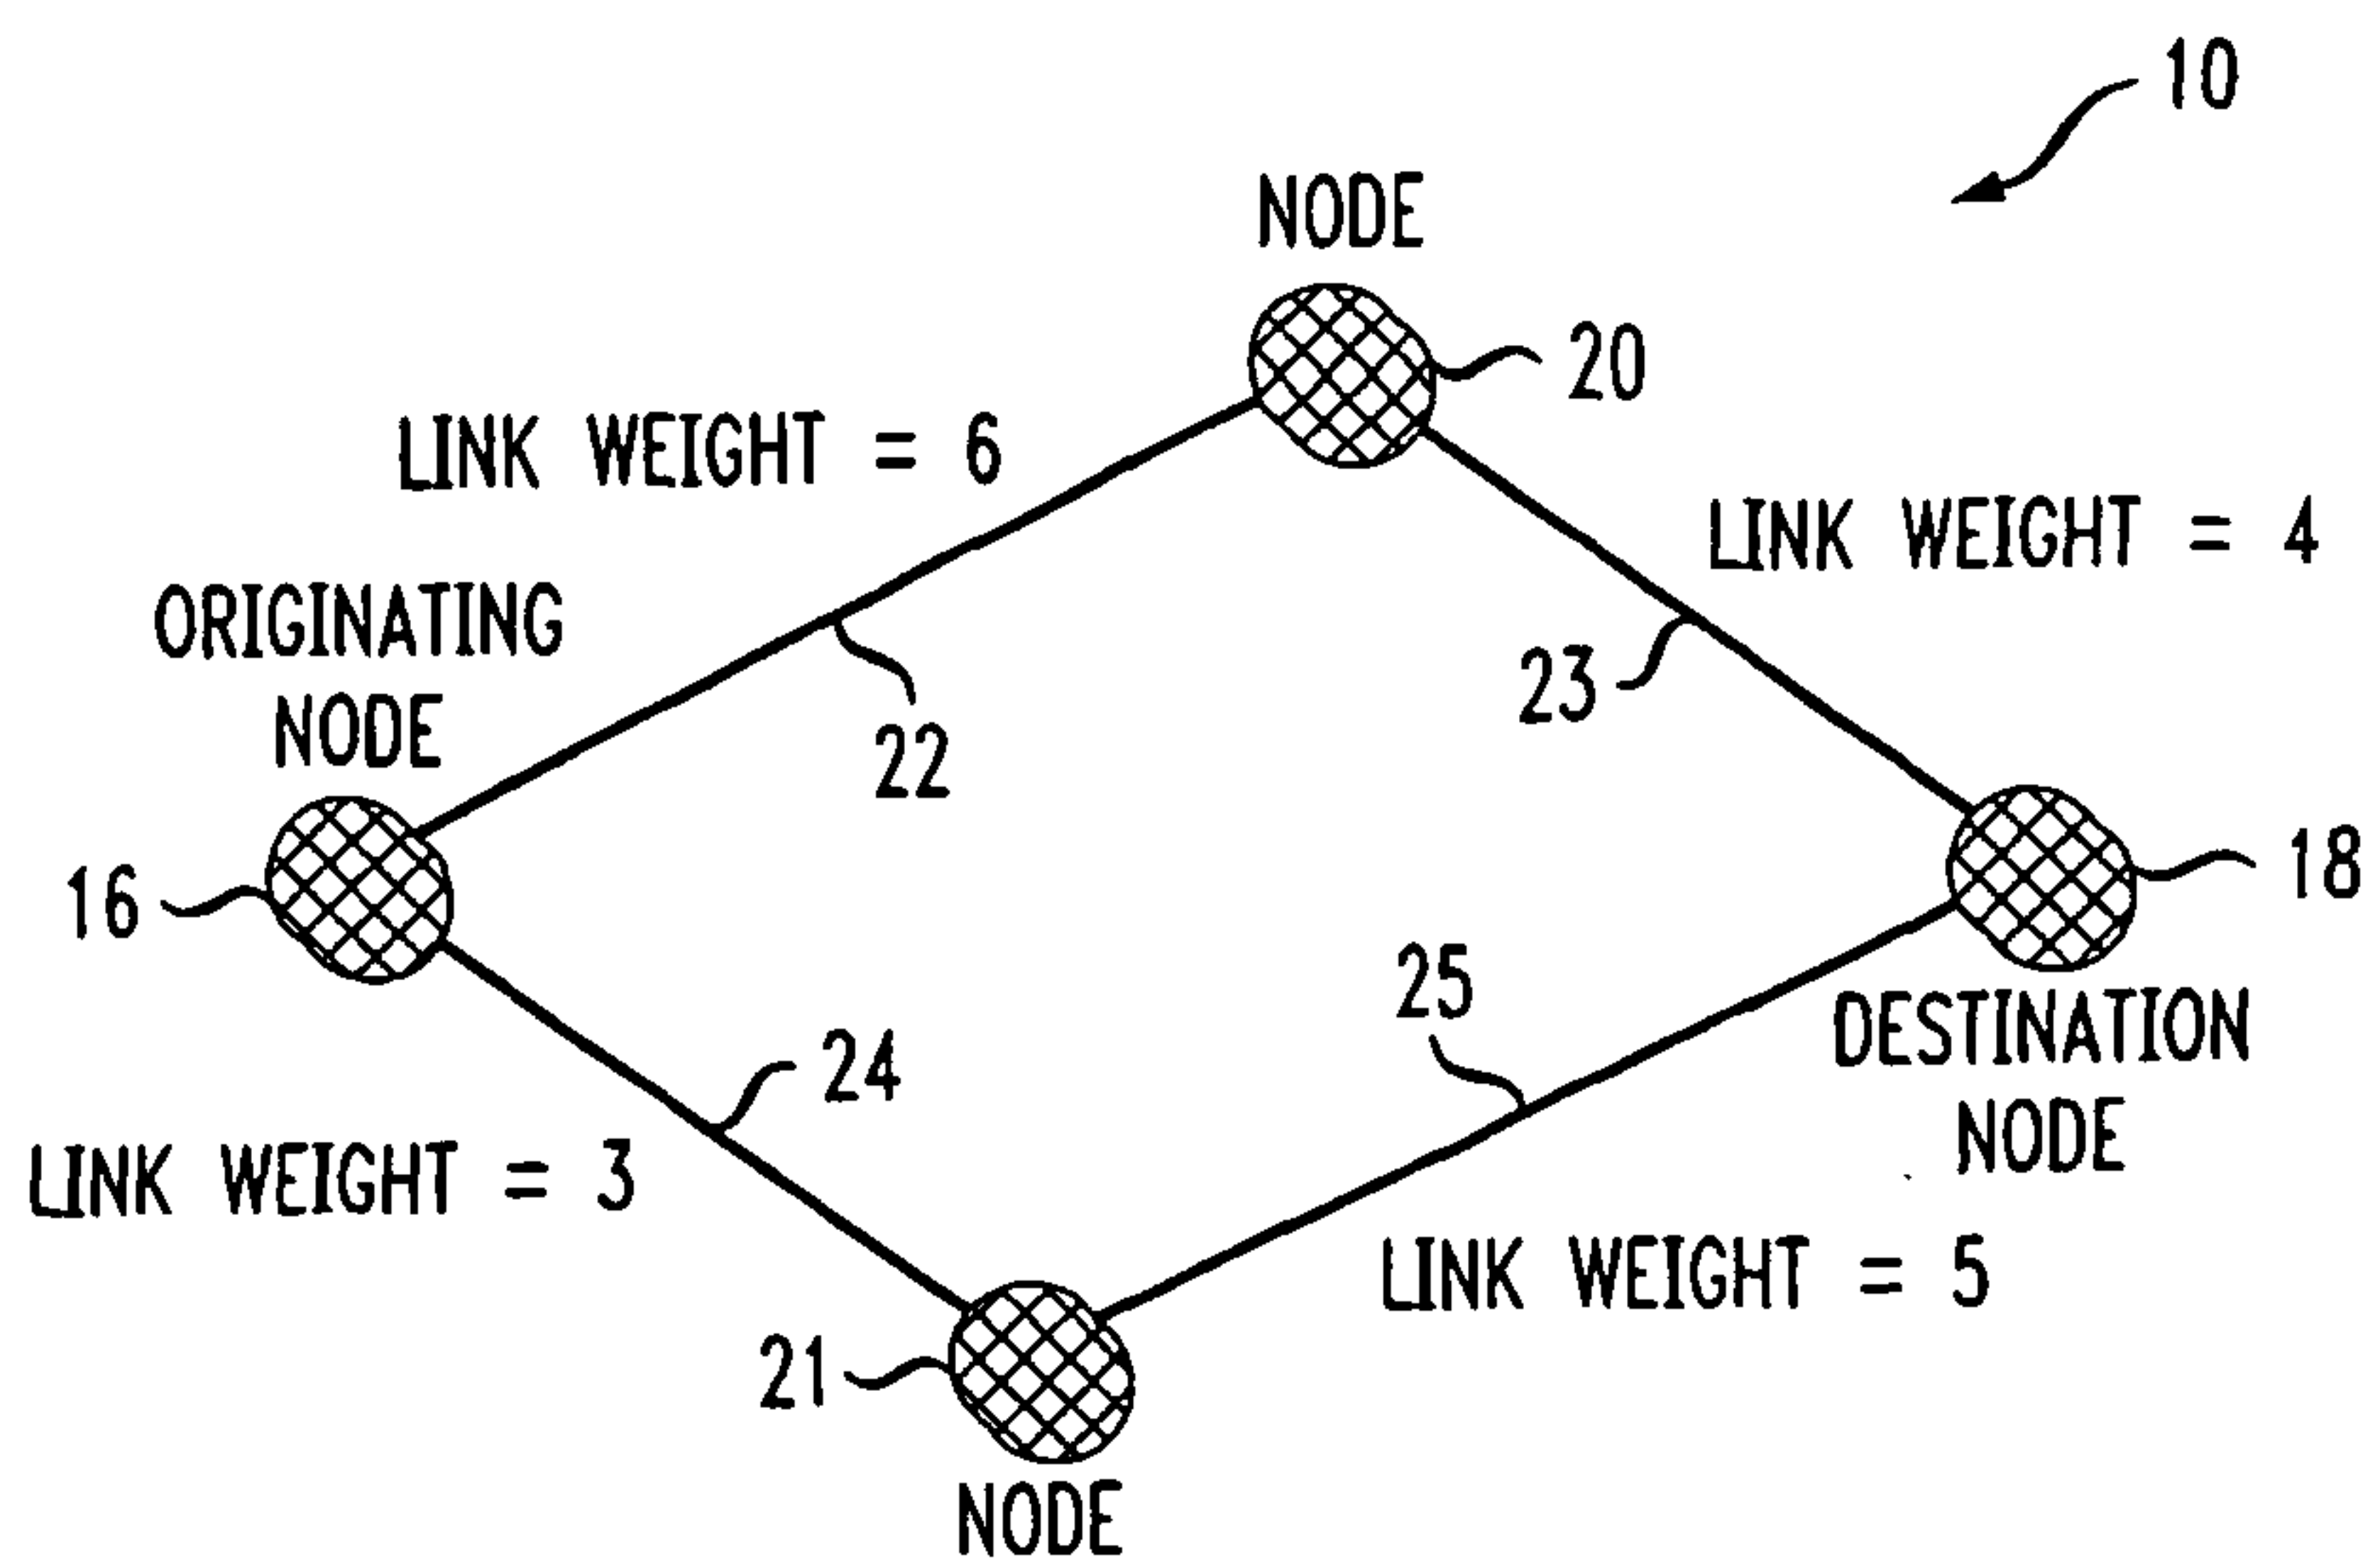 10
NODE
20
LINK WEIGHT = 6
LINK WEIGHT = 4
ORIGINATING
NODE
22
23
16
18
25
DESTINATION
NODE
24
LINK WEIGHT = 3
LINK WEIGHT = 5
21
NODE